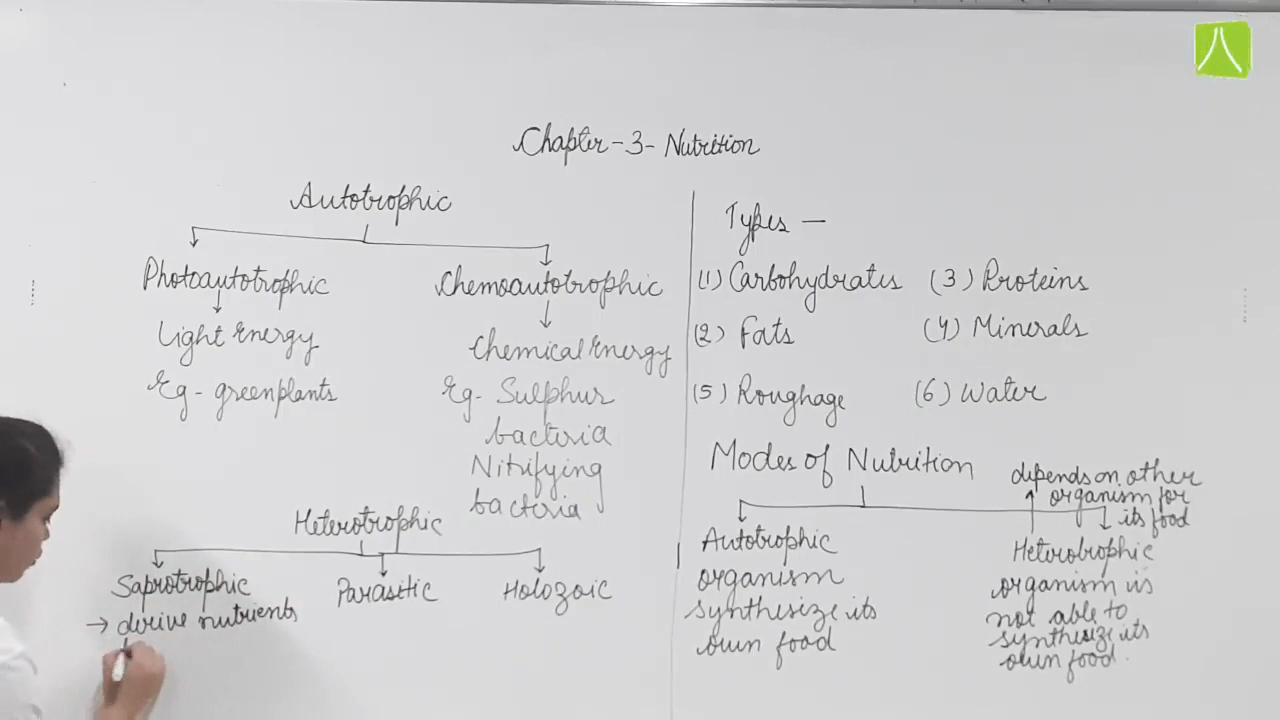 Chapter-3- Nutrition
Autotrophic
Photoautotrophic
Light Energy
Eg- greenplants
Chemoautotrophic
Chemical Energy
Eg- Sulphur
bacteria
Nitrifying
bacteria
Heterotrophic
Saprotrophic
→ derive nutrients
Parasitic
Holozoic
Types —
(1) Carbohydrates (3) Proteins
(2) Fats (4) Minerals
(5) Roughage (6) Water
Modes of Nutrition
Autotrophic
organism
synthesize its
own food
depends on other
organism for
its food
Heterotrophic
organism is
not able to
synthesize its
own food.